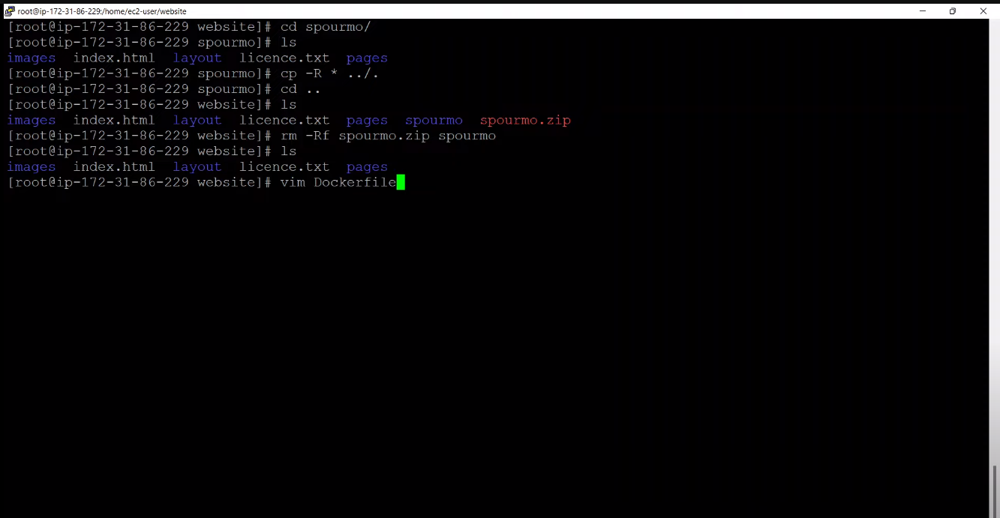 root@ip-172-31-86-229:/home/ec2-user/website
[root@ip-172-31-86-229 website]# cd spourmo/
[root@ip-172-31-86-229 spourmo]# ls
images  index.html  layout  licence.txt  pages
[root@ip-172-31-86-229 spourmo]# cp -R * ../.
[root@ip-172-31-86-229 spourmo]# cd ..
[root@ip-172-31-86-229 website]# ls
images  index.html  layout  licence.txt  pages  spourmo  spourmo.zip
[root@ip-172-31-86-229 website]# rm -Rf spourmo.zip spourmo
[root@ip-172-31-86-229 website]# ls
images  index.html  layout  licence.txt  pages
[root@ip-172-31-86-229 website]# vim Dockerfile